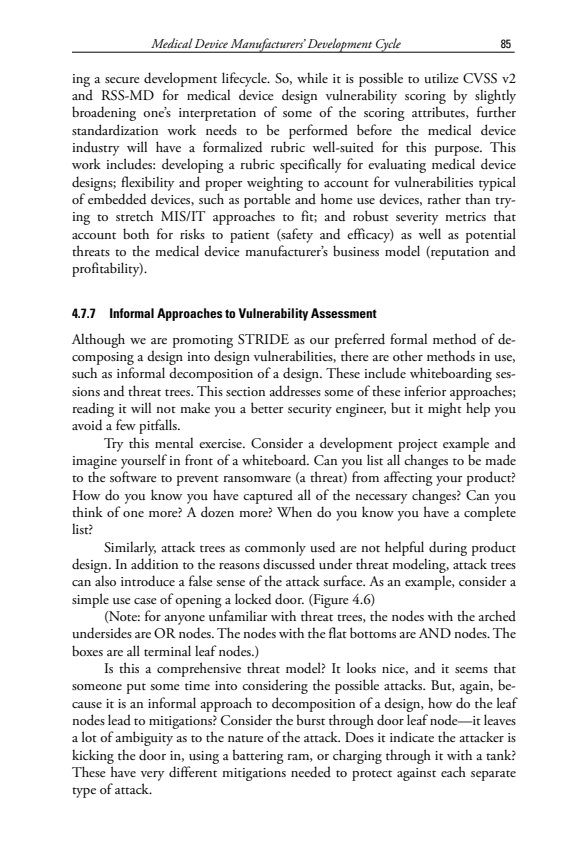 Medical Device Manufacturers’ Development Cycle 85
ing a secure development lifecycle. So, while it is possible to utilize CVSS v2
and RSS-MD for medical device design vulnerability scoring by slightly
broadening one’s interpretation of some of the scoring attributes, further
standardization work needs to be performed before the medical device
industry will have a formalized rubric well-suited for this purpose. This
work includes: developing a rubric specifically for evaluating medical device
designs; flexibility and proper weighting to account for vulnerabilities typical
of embedded devices, such as portable and home use devices, rather than try-
ing to stretch MIS/IT approaches to fit; and robust severity metrics that
account both for risks to patient (safety and efficacy) as well as potential
threats to the medical device manufacturer’s business model (reputation and
profitability).
4.7.7 Informal Approaches to Vulnerability Assessment
Although we are promoting STRIDE as our preferred formal method of de-
composing a design into design vulnerabilities, there are other methods in use,
such as informal decomposition of a design. These include whiteboarding ses-
sions and threat trees. This section addresses some of these inferior approaches;
reading it will not make you a better security engineer, but it might help you
avoid a few pitfalls.
Try this mental exercise. Consider a development project example and
imagine yourself in front of a whiteboard. Can you list all changes to be made
to the software to prevent ransomware (a threat) from affecting your product?
How do you know you have captured all of the necessary changes? Can you
think of one more? A dozen more? When do you know you have a complete
list?
Similarly, attack trees as commonly used are not helpful during product
design. In addition to the reasons discussed under threat modeling, attack trees
can also introduce a false sense of the attack surface. As an example, consider a
simple use case of opening a locked door. (Figure 4.6)
(Note: for anyone unfamiliar with threat trees, the nodes with the arched
undersides are OR nodes. The nodes with the flat bottoms are AND nodes. The
boxes are all terminal leaf nodes.)
Is this a comprehensive threat model? It looks nice, and it seems that
someone put some time into considering the possible attacks. But, again, be-
cause it is an informal approach to decomposition of a design, how do the leaf
nodes lead to mitigations? Consider the burst through door leaf node—it leaves
a lot of ambiguity as to the nature of the attack. Does it indicate the attacker is
kicking the door in, using a battering ram, or charging through it with a tank?
These have very different mitigations needed to protect against each separate
type of attack.